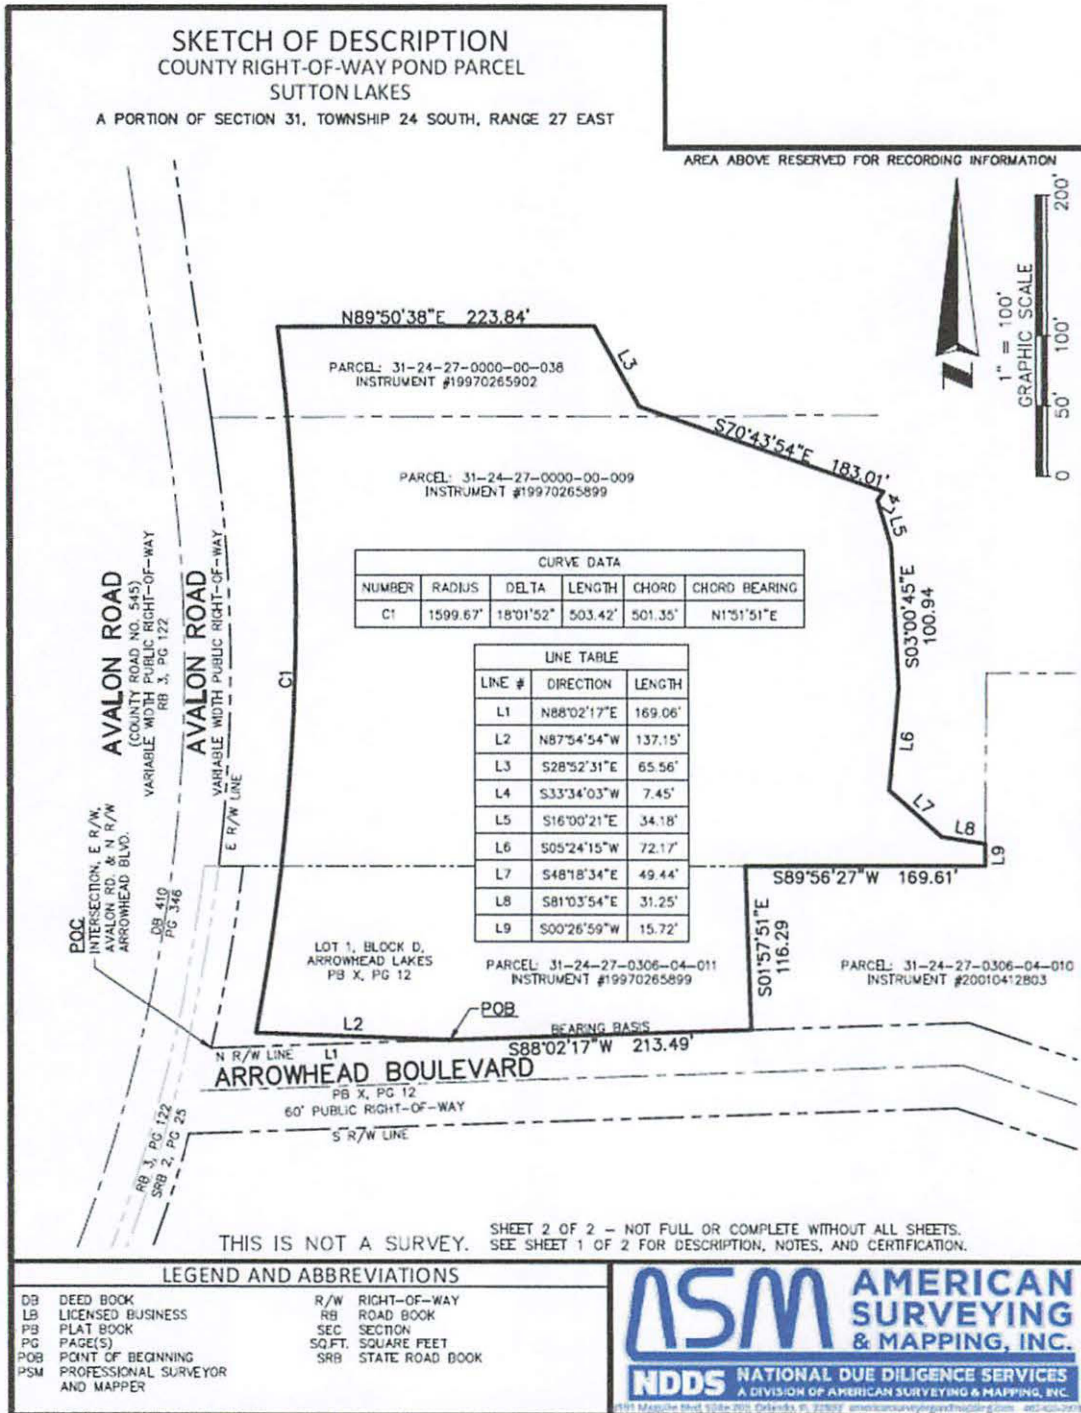 SKETCH OF DESCRIPTION
COUNTY RIGHT-OF-WAY POND PARCEL
SUTTON LAKES
A PORTION OF SECTION 31, TOWNSHIP 24 SOUTH, RANGE 27 EAST
AREA ABOVE RESERVED FOR RECORDING INFORMATION
N
0 50' 100' 200'
1" = 100'
GRAPHIC SCALE
N89°50'38"E 223.84'
L3
PARCEL: 31-24-27-0000-00-038
INSTRUMENT #19970265902
S70°43'54"E 183.01'
L4
L5
PARCEL: 31-24-27-0000-00-009
INSTRUMENT #19970265899
S03°00'45"E
100.94
AVALON ROAD
(COUNTY ROAD NO. 545)
VARIABLE WIDTH PUBLIC RIGHT-OF-WAY
RB 3, PG 122
AVALON ROAD
VARIABLE WIDTH PUBLIC RIGHT-OF-WAY
E R/W LINE
C1
CURVE DATA
NUMBER RADIUS DELTA LENGTH CHORD CHORD BEARING
C1 1599.67' 18°01'52" 503.42' 501.35' N1°51'51"E
LINE TABLE
LINE # DIRECTION LENGTH
L1 N88°02'17"E 169.06'
L2 N87°54'54"W 137.15'
L3 S28°52'31"E 65.56'
L4 S33°34'03"W 7.45'
L5 S16°00'21"E 34.18'
L6 S05°24'15"W 72.17'
L7 S48°18'34"E 49.44'
L8 S81°03'54"E 31.25'
L9 S00°26'59"W 15.72'
L6
L7
L8
L9
S89°56'27"W 169.61'
S01°57'51"E
116.29
POC
INTERSECTION, E R/W,
AVALON RD. & N R/W
ARROWHEAD BLVD.
DB 410
PG 346
LOT 1, BLOCK D,
ARROWHEAD LAKES
PB X, PG 12
PARCEL: 31-24-27-0306-04-011
INSTRUMENT #19970265899
PARCEL: 31-24-27-0306-04-010
INSTRUMENT #20010412803
L2
POB
BEARING BASIS
S88°02'17"W 213.49'
N R/W LINE L1
ARROWHEAD BOULEVARD
PB X, PG 12
60' PUBLIC RIGHT-OF-WAY
S R/W LINE
RB 3, PG 122
SRB 2, PG 25
THIS IS NOT A SURVEY.
SHEET 2 OF 2 - NOT FULL OR COMPLETE WITHOUT ALL SHEETS.
SEE SHEET 1 OF 2 FOR DESCRIPTION, NOTES, AND CERTIFICATION.
LEGEND AND ABBREVIATIONS
DB DEED BOOK
LB LICENSED BUSINESS
PB PLAT BOOK
PG PAGE(S)
POB POINT OF BEGINNING
PSM PROFESSIONAL SURVEYOR
AND MAPPER
R/W RIGHT-OF-WAY
RB ROAD BOOK
SEC SECTION
SQ.FT. SQUARE FEET
SRB STATE ROAD BOOK
ASM AMERICAN
SURVEYING
& MAPPING, INC.
NDDS NATIONAL DUE DILIGENCE SERVICES
A DIVISION OF AMERICAN SURVEYING & MAPPING, INC.